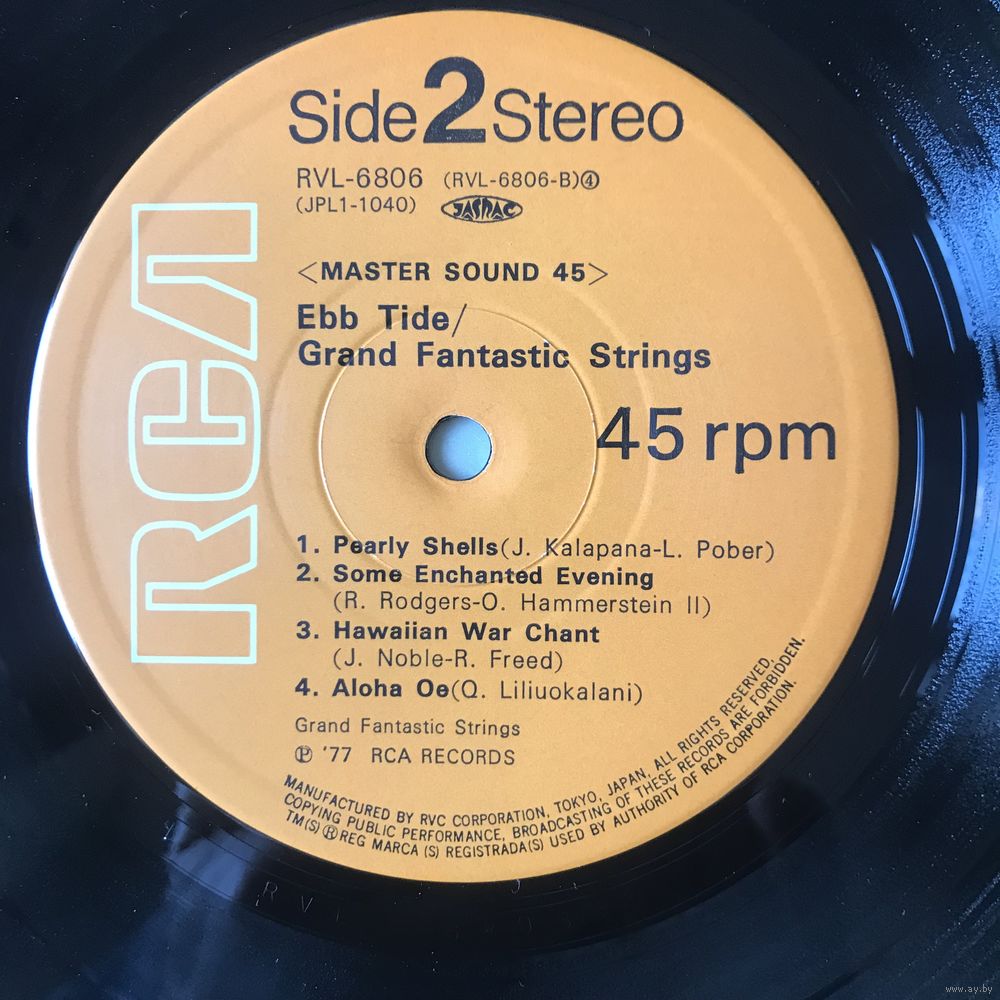 Side 2 Stereo
RVL-6806 (RVL-6806-B)④
(JPL1-1040) JASRAC
<MASTER SOUND 45>
Ebb Tide/
Grand Fantastic Strings
45 rpm
RCA
1. Pearly Shells(J. Kalapana-L. Pober)
2. Some Enchanted Evening
(R. Rodgers-O. Hammerstein II)
3. Hawaiian War Chant
(J. Noble-R. Freed)
4. Aloha Oe(Q. Liliuokalani)
Grand Fantastic Strings
℗ '77 RCA RECORDS
MANUFACTURED BY RVC CORPORATION, TOKYO, JAPAN, ALL RIGHTS RESERVED,
COPYING PUBLIC PERFORMANCE, BROADCASTING OF THESE RECORDS ARE FORBIDDEN.
TM(S)®REG MARCA (S) REGISTRADA(S) USED BY AUTHORITY OF RCA CORPORATION.
www.ay.by